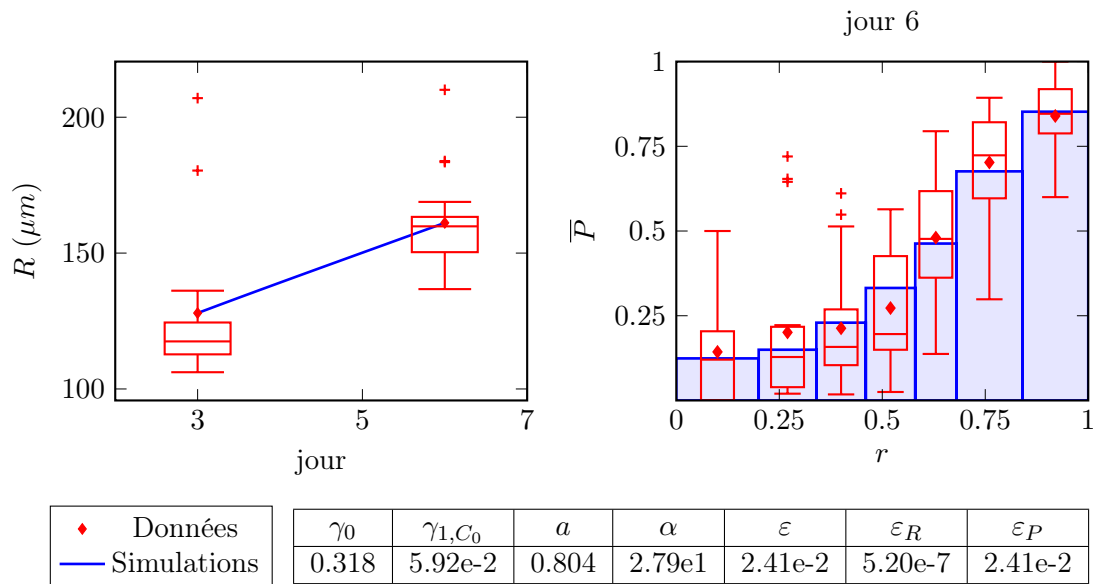 jour 6
R (μm)
200
150
100
3
5
7
jour
P̅
1
0.75
0.5
0.25
0
0.25
0.5
0.75
1
r
Données
Simulations
γ₀ γ₁,C₀ a α ε ε_R ε_P
0.318 5.92e-2 0.804 2.79e1 2.41e-2 5.20e-7 2.41e-2